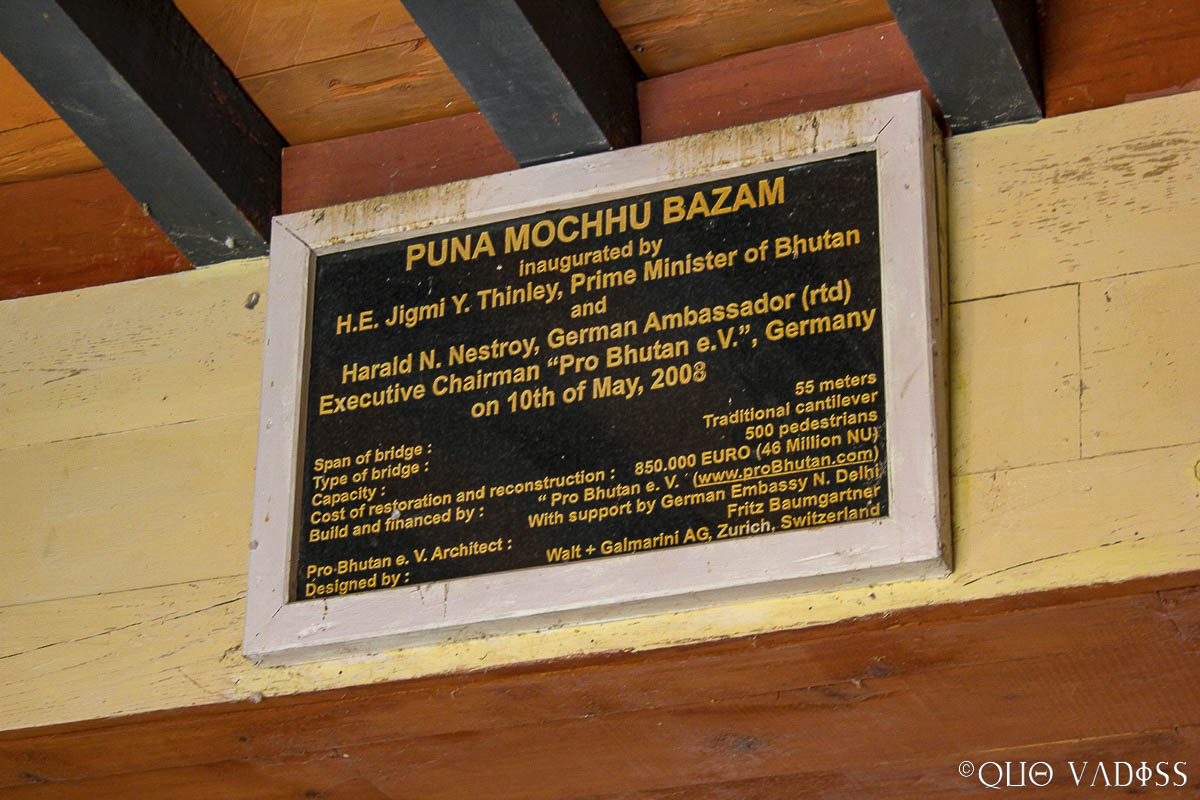 PUNA MOCHHU BAZAM
inaugurated by
H.E. Jigmi Y. Thinley, Prime Minister of Bhutan
and
Harald N. Nestroy, German Ambassador (rtd)
Executive Chairman “Pro Bhutan e.V.”, Germany
on 10th of May, 2008
Span of bridge : 55 meters
Type of bridge : Traditional cantilever
Capacity : 500 pedestrians
Cost of restoration and reconstruction : 850.000 EURO (46 Million NU)
Build and financed by : “ Pro Bhutan e. V. ” (www.proBhutan.com)
With support by German Embassy N. Delhi
Pro Bhutan e. V. Architect : Fritz Baumgartner
Designed by : Walt + Galmarini AG, Zurich, Switzerland
©QUO VADISS